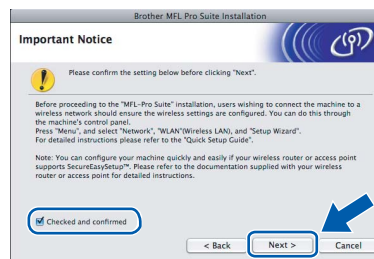 Brother MFL Pro Suite Installation
Important Notice
Please confirm the setting below before clicking "Next".
Before proceeding to the "MFL-Pro Suite" installation, users wishing to connect the machine to a
wireless network should ensure the wireless settings are configured. You can do this through
the machine's control panel.
Press "Menu", and select "Network", "WLAN"(Wireless LAN), and "Setup Wizard".
For detailed instructions please refer to the "Quick Setup Guide".
Note: You can configure your machine quickly and easily if your wireless router or access point
supports SecureEasySetup™. Please refer to the documentation supplied with your wireless
router or access point for detailed instructions.
Checked and confirmed
< Back Next > Cancel